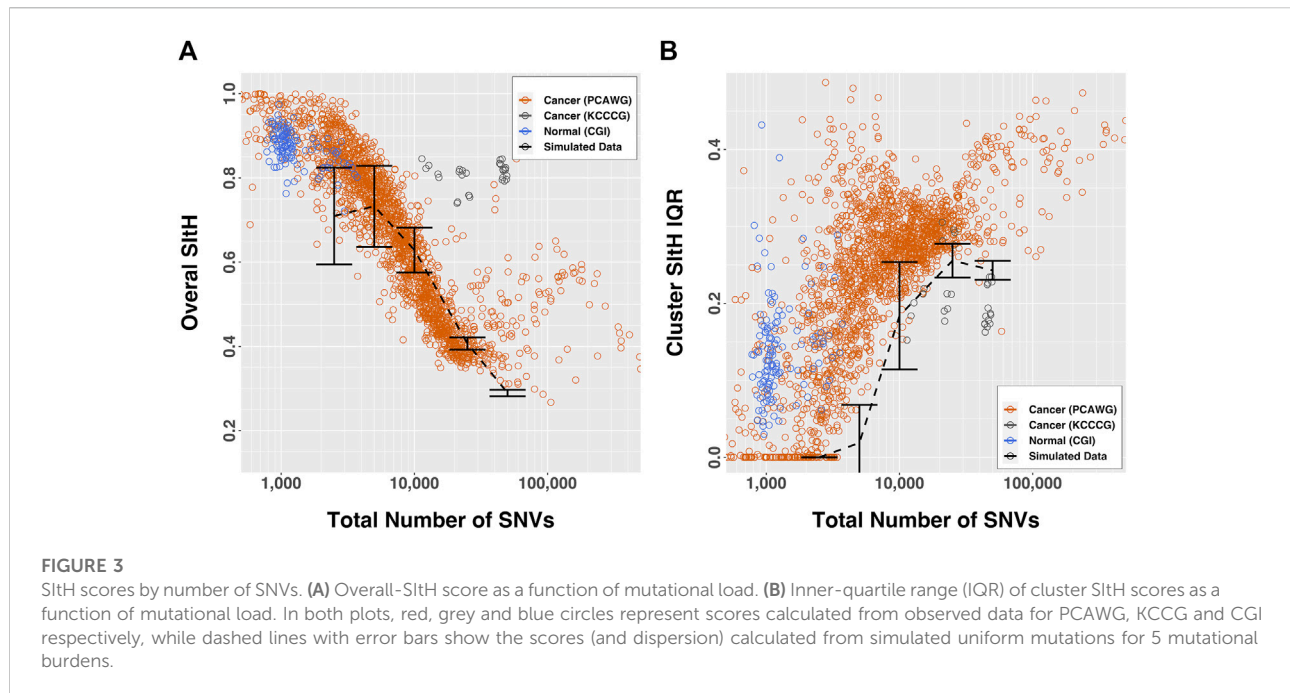 A
B
1.0
0.8
0.6
0.4
0.2
Overal SItH
Cancer (PCAWG)
Cancer (KCCCG)
Normal (CGI)
Simulated Data
1,000
10,000
100,000
Total Number of SNVs
0.4
0.2
0.0
Cluster SItH IQR
Cancer (PCAWG)
Cancer (KCCCG)
Normal (CGI)
Simulated Data
1,000
10,000
100,000
Total Number of SNVs
FIGURE 3
SItH scores by number of SNVs. (A) Overall-SItH score as a function of mutational load. (B) Inner-quartile range (IQR) of cluster SItH scores as a
function of mutational load. In both plots, red, grey and blue circles represent scores calculated from observed data for PCAWG, KCCG and CGI
respectively, while dashed lines with error bars show the scores (and dispersion) calculated from simulated uniform mutations for 5 mutational
burdens.